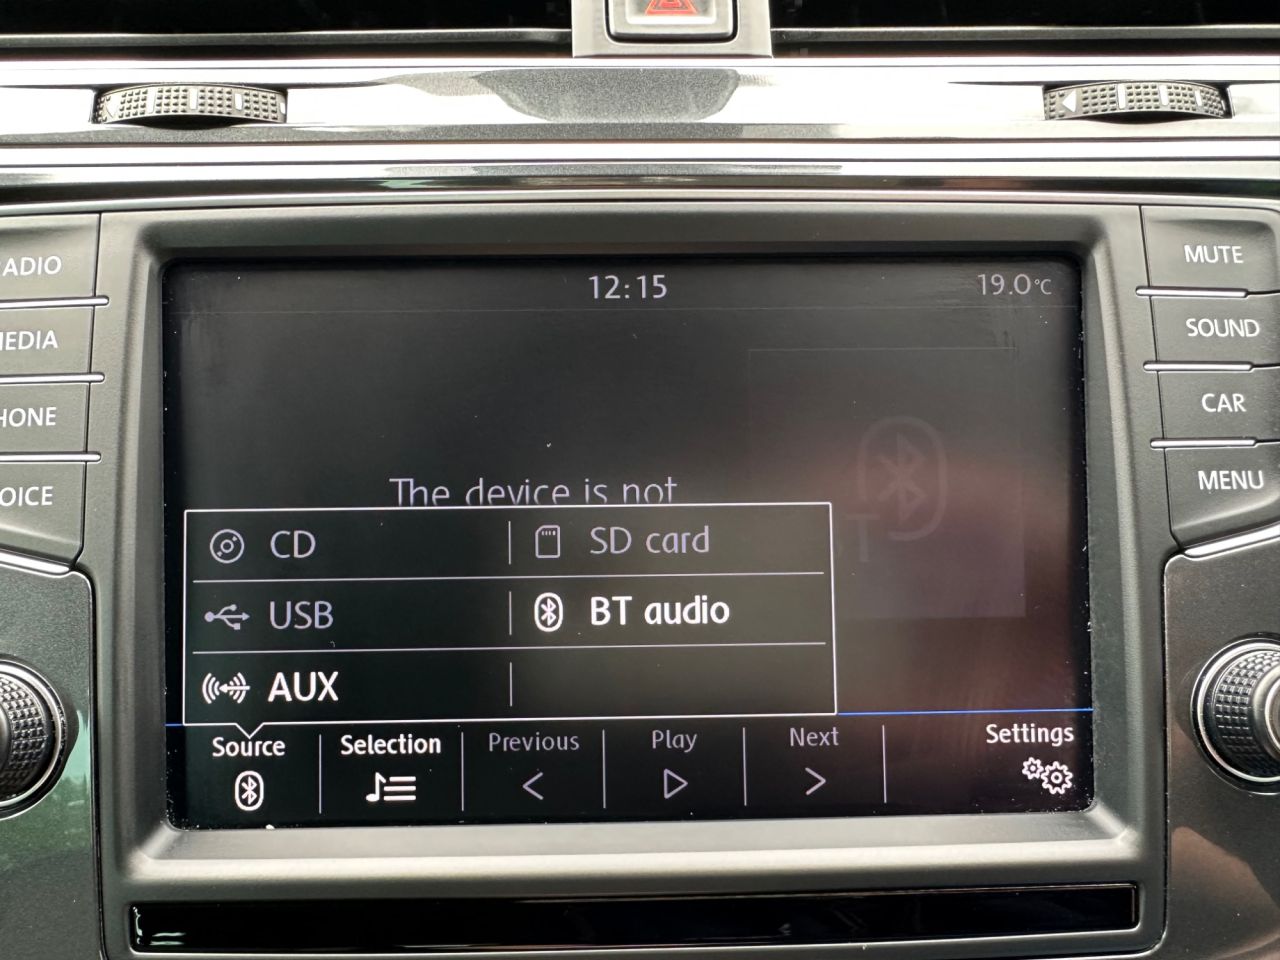 ADIO
MUTE
12:15
19.0°C
EDIA
SOUND
HONE
CAR
OICE
MENU
The device is not
CD
SD card
USB
BT audio
AUX
Source
Selection
Previous
Play
Next
Settings